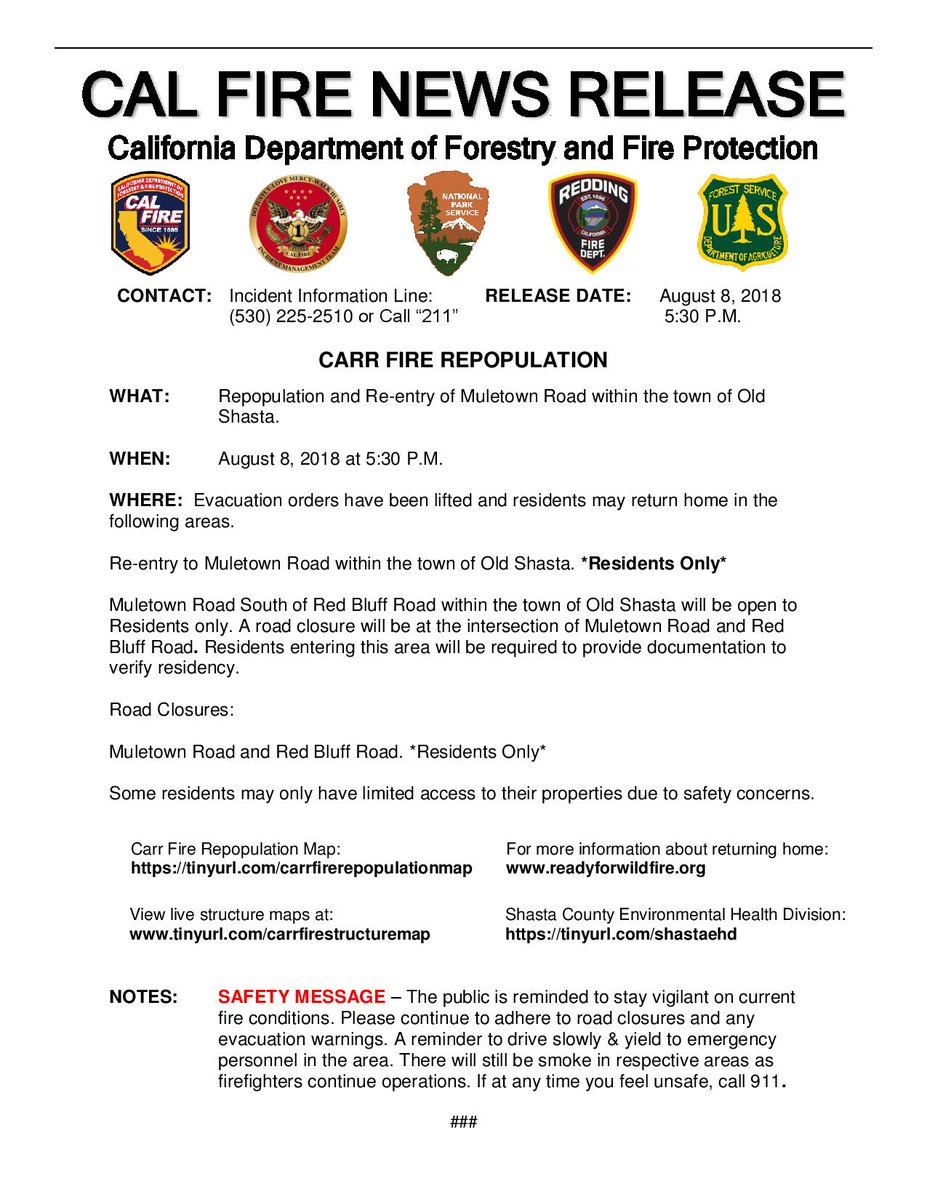 CAL FIRE NEWS RELEASE
California Department of Forestry and Fire Protection
CALIFORNIA DEPARTMENT OF
FORESTRY & FIRE PROTECTION
CAL
FIRE
SINCE 1885
DO JUSTLY-LOVE MERCY-WALK HUMBLY
1
CAL FIRE
INCIDENT MANAGEMENT TEAM
NATIONAL
PARK
SERVICE
REDDING
EST. 1886
CALIFORNIA
FIRE
DEPT.
FOREST SERVICE
U S
DEPARTMENT OF AGRICULTURE
CONTACT: Incident Information Line: RELEASE DATE: August 8, 2018
(530) 225-2510 or Call “211” 5:30 P.M.
CARR FIRE REPOPULATION
WHAT: Repopulation and Re-entry of Muletown Road within the town of Old
Shasta.
WHEN: August 8, 2018 at 5:30 P.M.
WHERE: Evacuation orders have been lifted and residents may return home in the
following areas.
Re-entry to Muletown Road within the town of Old Shasta. *Residents Only*
Muletown Road South of Red Bluff Road within the town of Old Shasta will be open to
Residents only. A road closure will be at the intersection of Muletown Road and Red
Bluff Road. Residents entering this area will be required to provide documentation to
verify residency.
Road Closures:
Muletown Road and Red Bluff Road. *Residents Only*
Some residents may only have limited access to their properties due to safety concerns.
Carr Fire Repopulation Map: For more information about returning home:
https://tinyurl.com/carrfirerepopulationmap www.readyforwildfire.org
View live structure maps at: Shasta County Environmental Health Division:
www.tinyurl.com/carrfirestructuremap https://tinyurl.com/shastaehd
NOTES: SAFETY MESSAGE – The public is reminded to stay vigilant on current
fire conditions. Please continue to adhere to road closures and any
evacuation warnings. A reminder to drive slowly & yield to emergency
personnel in the area. There will still be smoke in respective areas as
firefighters continue operations. If at any time you feel unsafe, call 911.
###